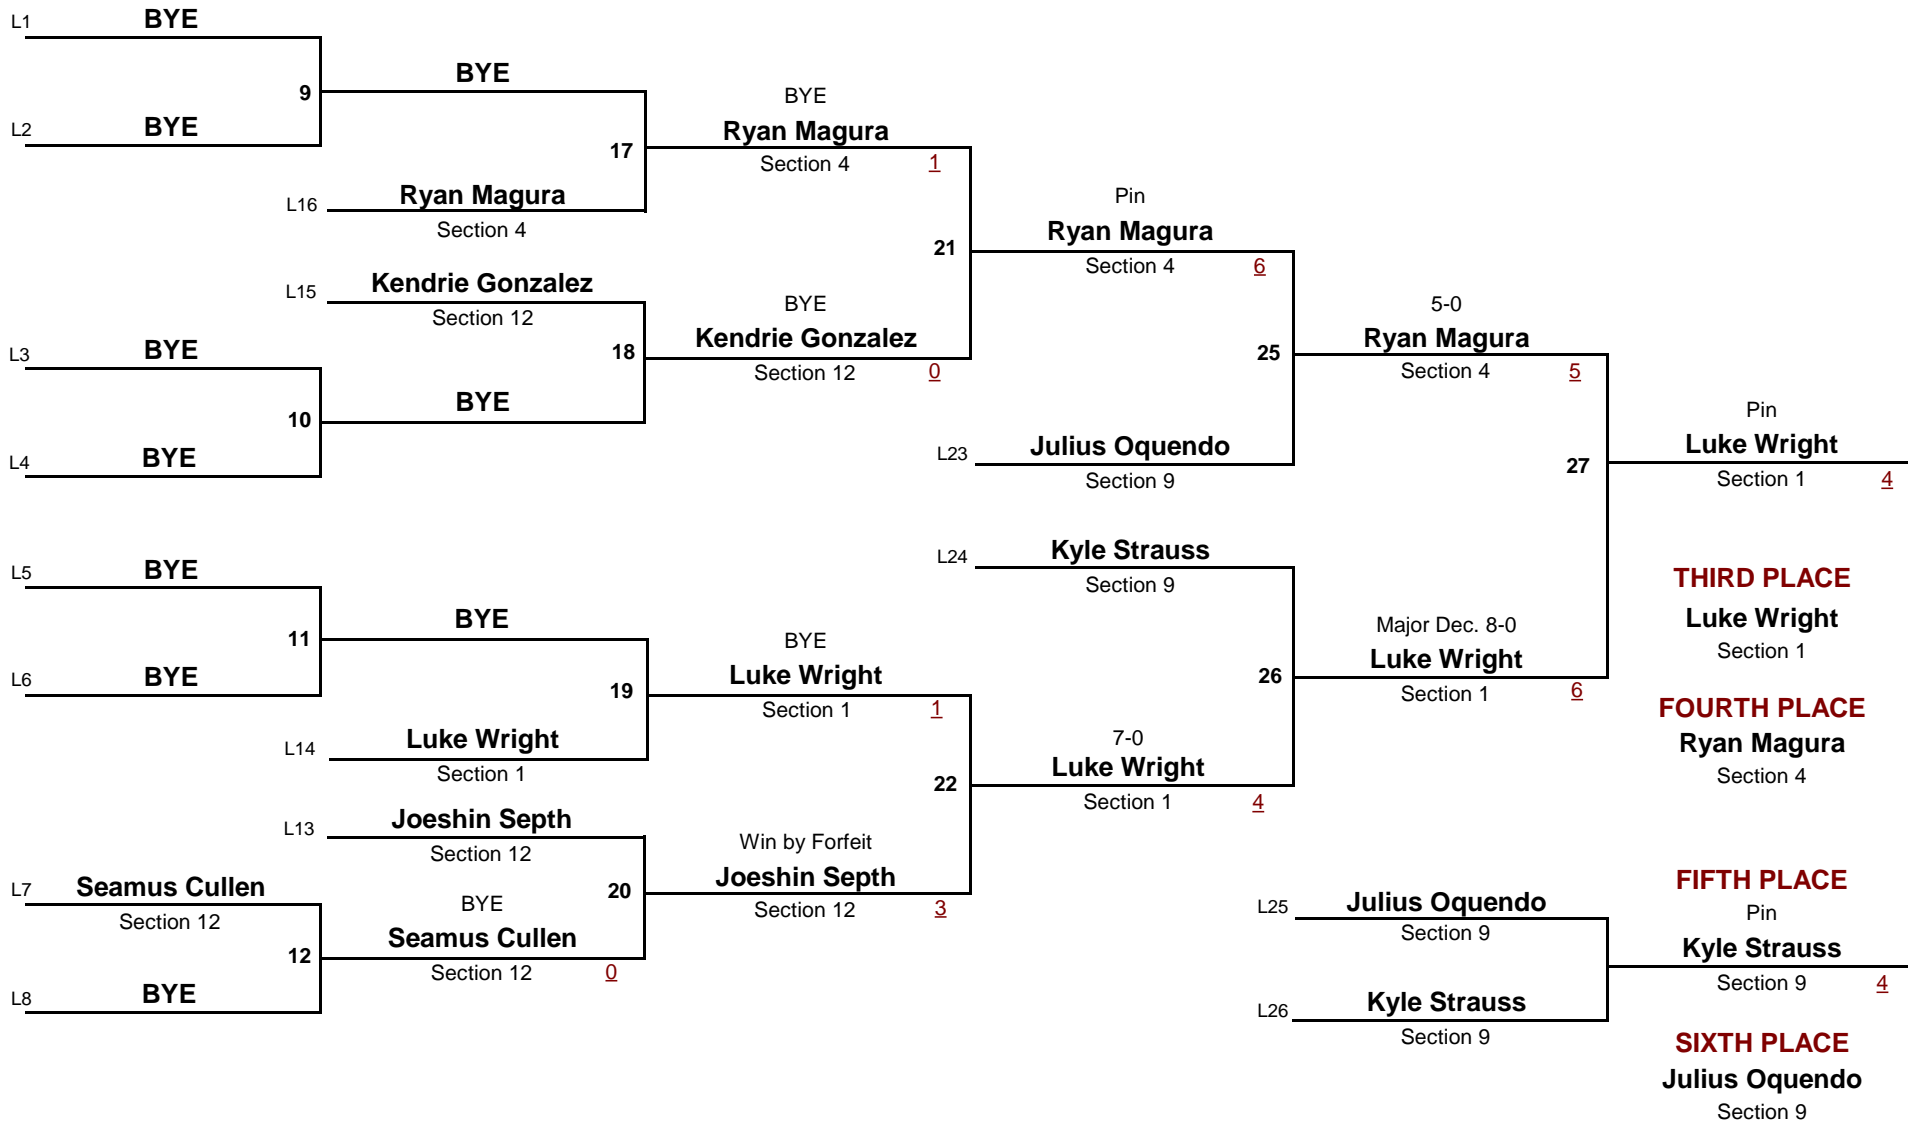 L1
BYE
9
L2
BYE
BYE
17
L16
Ryan Magura
Section 4
BYE
Ryan Magura
Section 4
1
L15
Kendrie Gonzalez
Section 12
L3
BYE
10
L4
BYE
BYE
18
BYE
Kendrie Gonzalez
Section 12
0
21
Pin
Ryan Magura
Section 4
6
L23
Julius Oquendo
Section 9
25
5-0
Ryan Magura
Section 4
5
L5
BYE
11
L6
BYE
BYE
19
L14
Luke Wright
Section 1
BYE
Luke Wright
Section 1
1
L13
Joeshin Septh
Section 12
L7
Seamus Cullen
Section 12
12
L8
BYE
BYE
Seamus Cullen
Section 12
0
20
Win by Forfeit
Joeshin Septh
Section 12
3
22
7-0
Luke Wright
Section 1
4
L24
Kyle Strauss
Section 9
26
Major Dec. 8-0
Luke Wright
Section 1
6
27
Pin
Luke Wright
Section 1
4
THIRD PLACE
Luke Wright
Section 1
FOURTH PLACE
Ryan Magura
Section 4
L25
Julius Oquendo
Section 9
L26
Kyle Strauss
Section 9
FIFTH PLACE
Pin
Kyle Strauss
Section 9
4
SIXTH PLACE
Julius Oquendo
Section 9